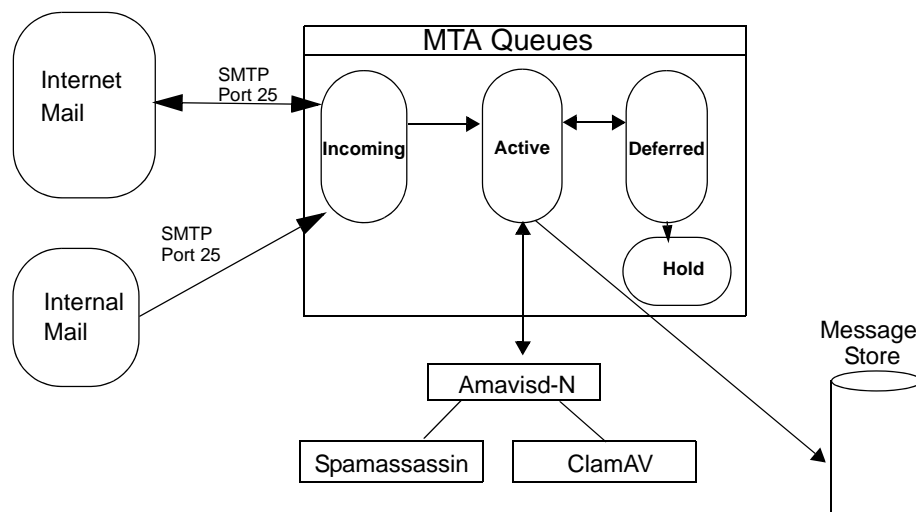 MTA Queues
Internet
Mail
SMTP
Port 25
Incoming
Active
Deferred
Hold
SMTP
Port 25
Internal
Mail
Message
Store
Amavisd-N
Spamassassin
ClamAV